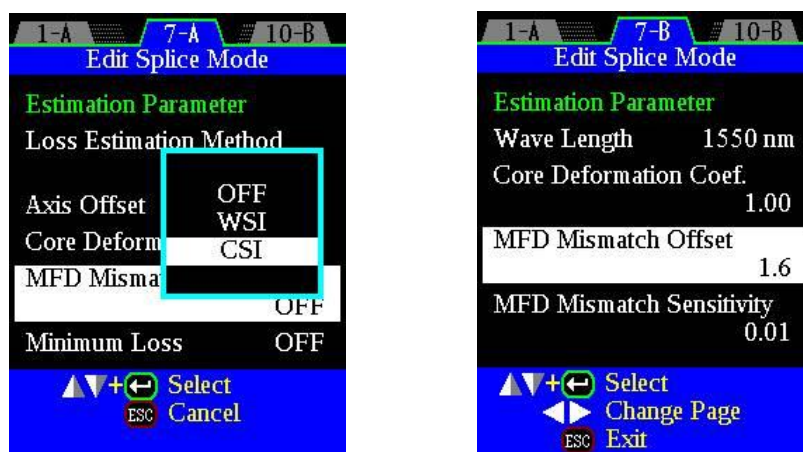 1-A 7-A 10-B
Edit Splice Mode
Estimation Parameter
Loss Estimation Method
Axis Offset
Core Deform
MFD Misma
OFF
WSI
CSI
OFF
Minimum Loss OFF
+ Select
ESC Cancel
1-A 7-B 10-B
Edit Splice Mode
Estimation Parameter
Wave Length 1550 nm
Core Deformation Coef.
1.00
MFD Mismatch Offset
1.6
MFD Mismatch Sensitivity
0.01
+ Select
Change Page
ESC Exit